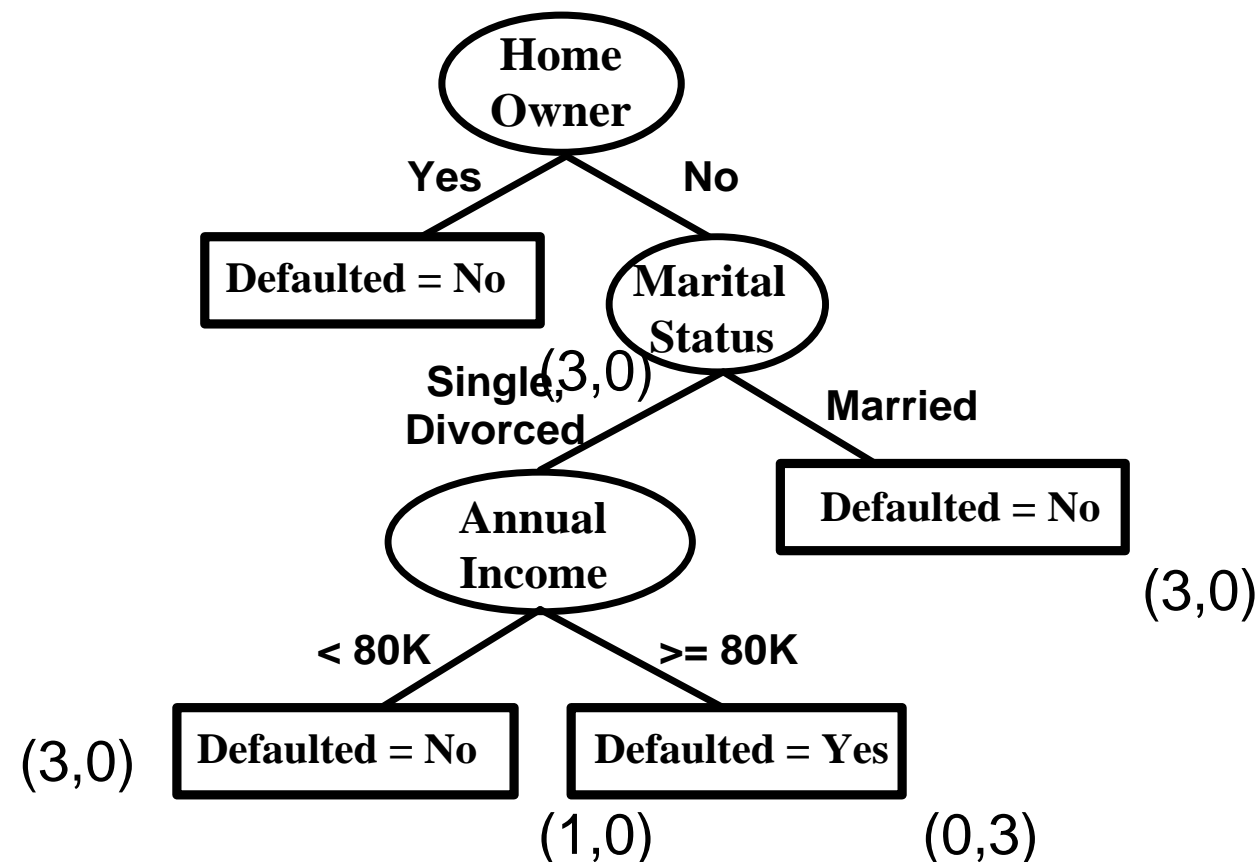 Home
Owner
Yes
No
Defaulted = No
Marital
Status
(3,0)
Single,
Divorced
Married
Annual
Income
Defaulted = No
(3,0)
< 80K
>= 80K
(3,0)
Defaulted = No
Defaulted = Yes
(1,0)
(0,3)